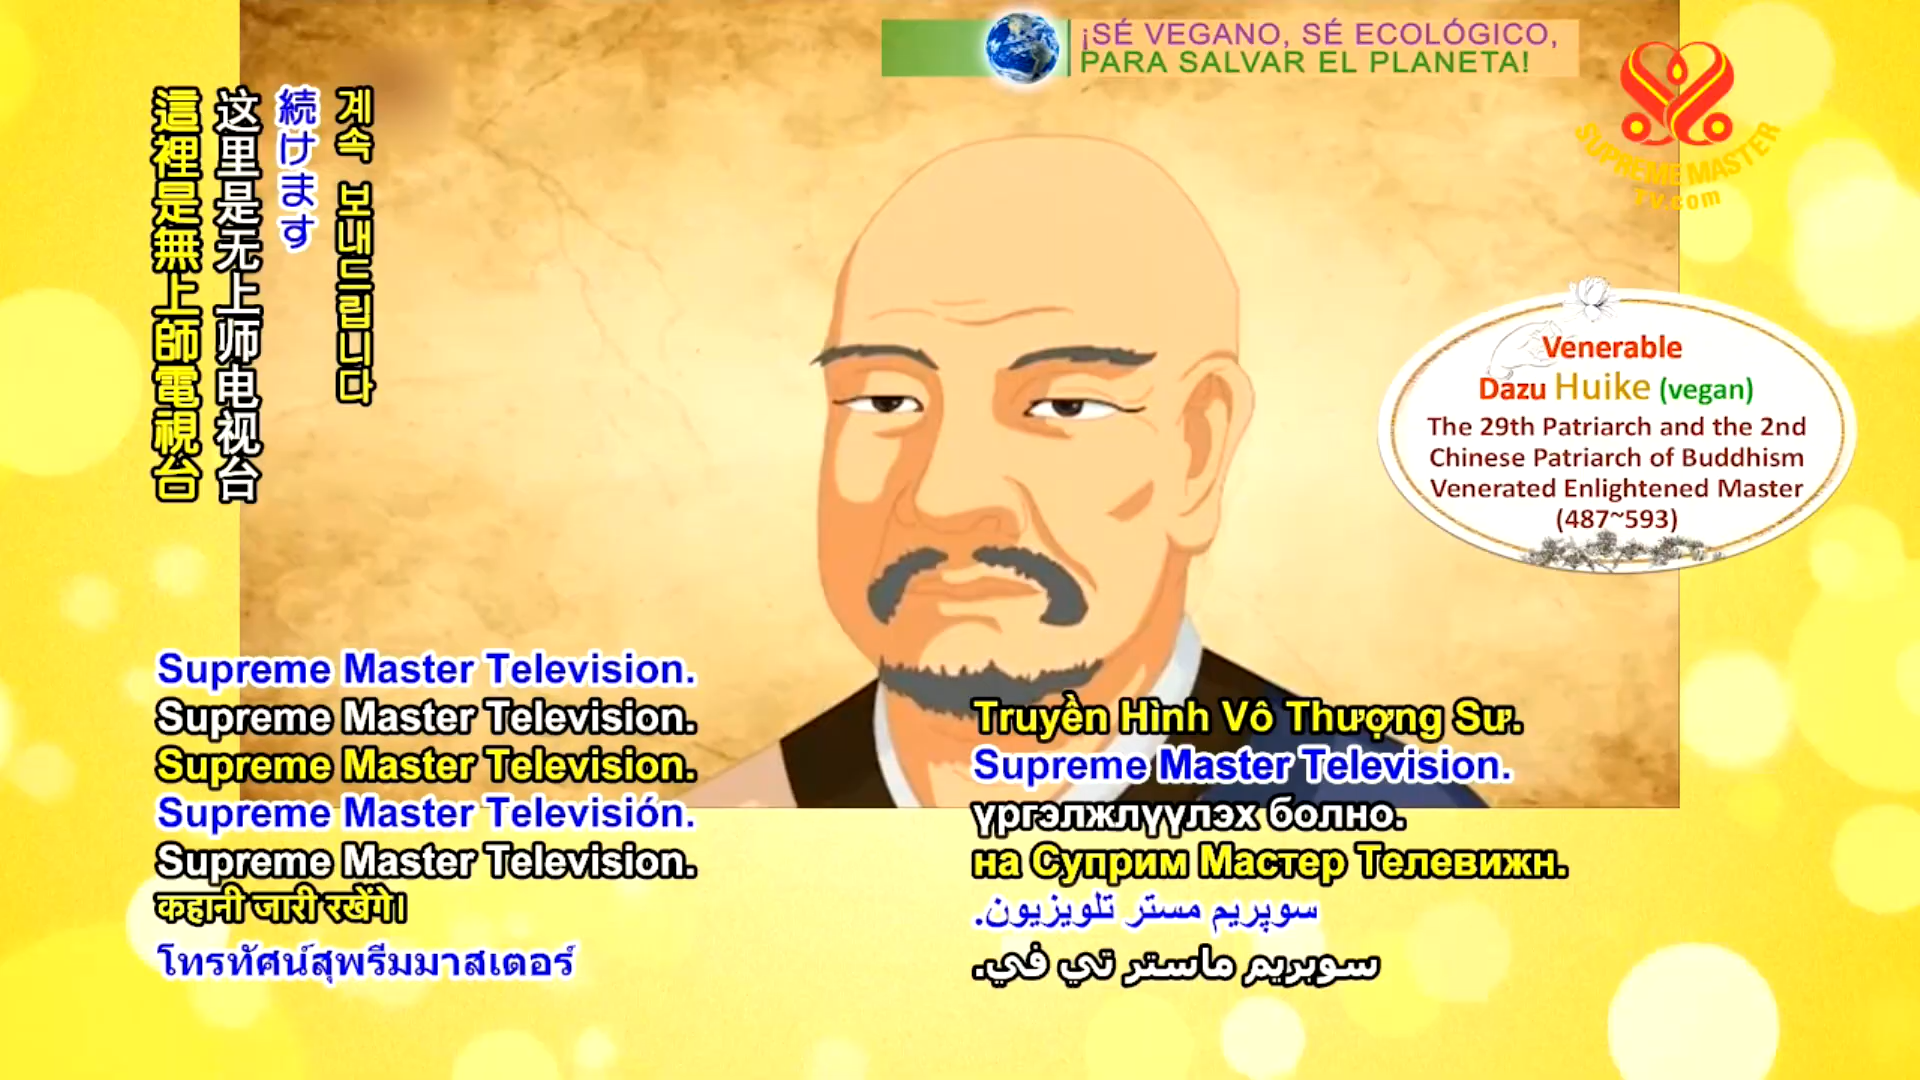 ¡SÉ VEGANO, SÉ ECOLÓGICO,
PARA SALVAR EL PLANETA!
SUPREME MASTER
TV.com
계속 보내드립니다
続けます
这里是无上师电视台
這裡是無上師電視台
Venerable
Dazu Huike (vegan)
The 29th Patriarch and the 2nd
Chinese Patriarch of Buddhism
Venerated Enlightened Master
(487~593)
Supreme Master Television.
Supreme Master Television.
Supreme Master Television.
Supreme Master Televisión.
Supreme Master Television.
कहानी जारी रखेंगे।
โทรทัศน์สุพรีมมาสเตอร์
Truyền Hình Vô Thượng Sư.
Supreme Master Television.
үргэлжлүүлэх болно.
на Суприм Мастер Телевижн.
سوپریم مستر تلویزیون.
سوبريم ماستر تي في.